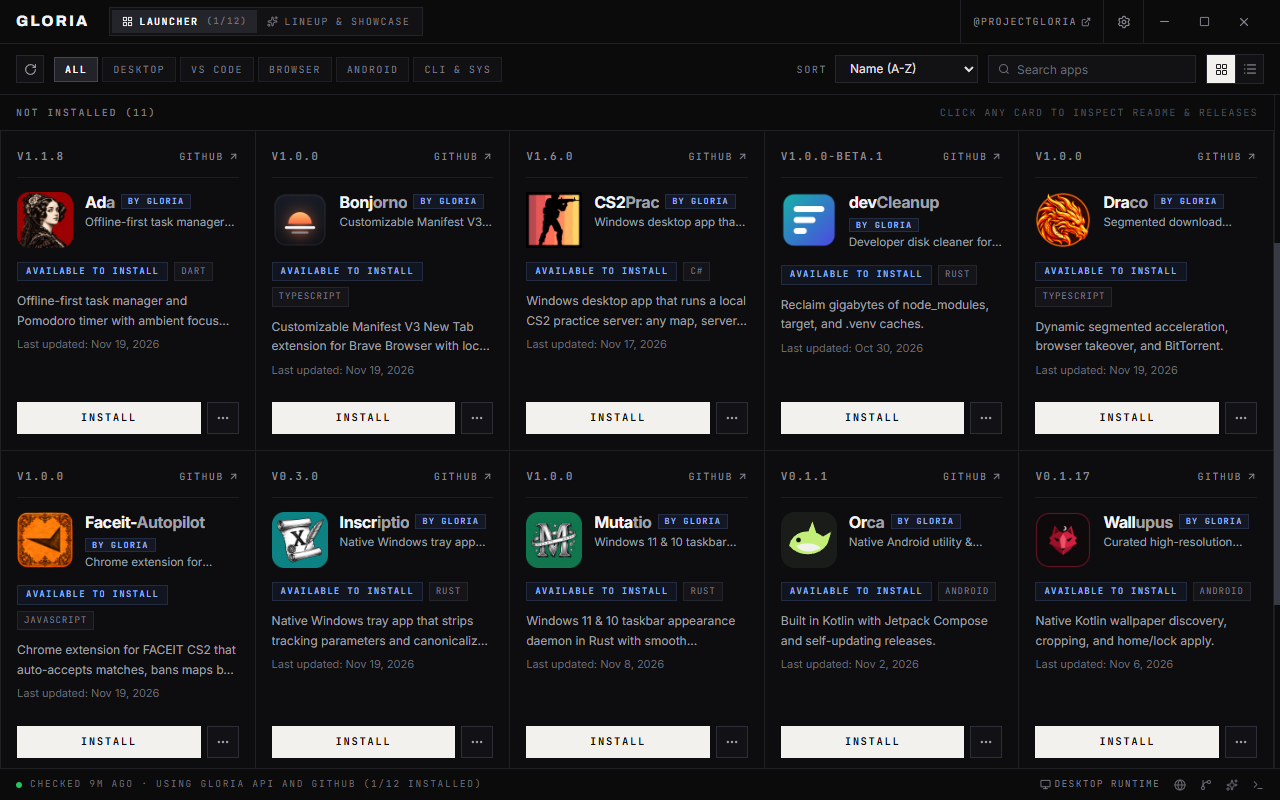 GLORIA
LAUNCHER (1/12)
LINEUP & SHOWCASE
@PROJECTGLORIA
ALL
DESKTOP
VS CODE
BROWSER
ANDROID
CLI & SYS
SORT
Name (A-Z)
Search apps
NOT INSTALLED (11)
CLICK ANY CARD TO INSPECT README & RELEASES
V1.1.8
GITHUB
Ada
BY GLORIA
Offline-first task manager...
AVAILABLE TO INSTALL
DART
Offline-first task manager and
Pomodoro timer with ambient focus...
Last updated: Nov 19, 2026
INSTALL
V1.0.0
GITHUB
Bonjorno
BY GLORIA
Customizable Manifest V3...
AVAILABLE TO INSTALL
TYPESCRIPT
Customizable Manifest V3 New Tab
extension for Brave Browser with loc...
Last updated: Nov 19, 2026
INSTALL
V1.6.0
GITHUB
CS2Prac
BY GLORIA
Windows desktop app tha...
AVAILABLE TO INSTALL
C#
Windows desktop app that runs a local
CS2 practice server: any map, server...
Last updated: Nov 17, 2026
INSTALL
V1.0.0-BETA.1
GITHUB
devCleanup
BY GLORIA
Developer disk cleaner for...
AVAILABLE TO INSTALL
RUST
Reclaim gigabytes of node_modules,
target, and .venv caches.
Last updated: Oct 30, 2026
INSTALL
V1.0.0
GITHUB
Draco
BY GLORIA
Segmented download...
AVAILABLE TO INSTALL
TYPESCRIPT
Dynamic segmented acceleration,
browser takeover, and BitTorrent.
Last updated: Nov 19, 2026
INSTALL
V1.0.0
GITHUB
Faceit-Autopilot
BY GLORIA
Chrome extension for...
AVAILABLE TO INSTALL
JAVASCRIPT
Chrome extension for FACEIT CS2 that
auto-accepts matches, bans maps b...
Last updated: Nov 19, 2026
INSTALL
V0.3.0
GITHUB
Inscriptio
BY GLORIA
Native Windows tray app...
AVAILABLE TO INSTALL
RUST
Native Windows tray app that strips
tracking parameters and canonicaliz...
Last updated: Nov 19, 2026
INSTALL
V1.0.0
GITHUB
Mutatio
BY GLORIA
Windows 11 & 10 taskbar...
AVAILABLE TO INSTALL
RUST
Windows 11 & 10 taskbar appearance
daemon in Rust with smooth...
Last updated: Nov 8, 2026
INSTALL
V0.1.1
GITHUB
Orca
BY GLORIA
Native Android utility &...
AVAILABLE TO INSTALL
ANDROID
Built in Kotlin with Jetpack Compose
and self-updating releases.
Last updated: Nov 2, 2026
INSTALL
V0.1.17
GITHUB
Wallupus
BY GLORIA
Curated high-resolution...
AVAILABLE TO INSTALL
ANDROID
Native Kotlin wallpaper discovery,
cropping, and home/lock apply.
Last updated: Nov 6, 2026
INSTALL
CHECKED 9M AGO · USING GLORIA API AND GITHUB (1/12 INSTALLED)
DESKTOP RUNTIME